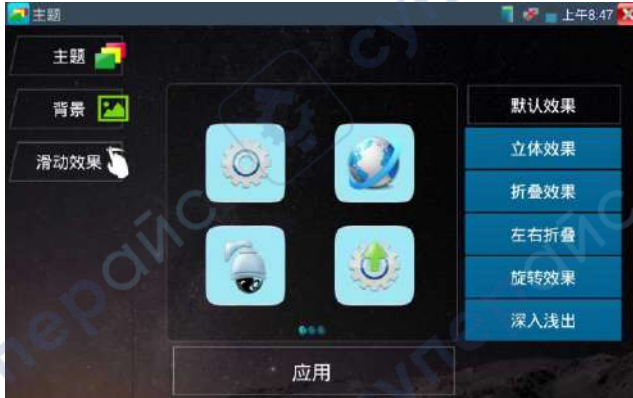 主题
上午8:47
主题
背景
滑动效果
默认效果
立体效果
折叠效果
左右折叠
旋转效果
深入浅出
应用